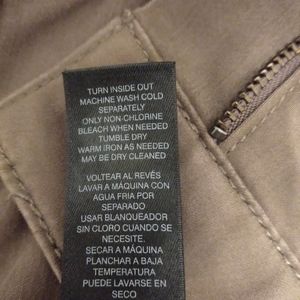 TURN INSIDE OUT
MACHINE WASH COLD
SEPARATELY
ONLY NON-CHLORINE
BLEACH WHEN NEEDED
TUMBLE DRY
WARM IRON AS NEEDED
MAY BE DRY CLEANED
VOLTEAR AL REVÉS
LAVAR A MÁQUINA CON
AGUA FRIA POR
SEPARADO
USAR BLANQUEADOR
SIN CLORO CUANDO SE
NECESITE.
SECAR A MÁQUINA
PLANCHAR A BAJA
TEMPERATURA
PUEDE LAVARSE EN
SECO